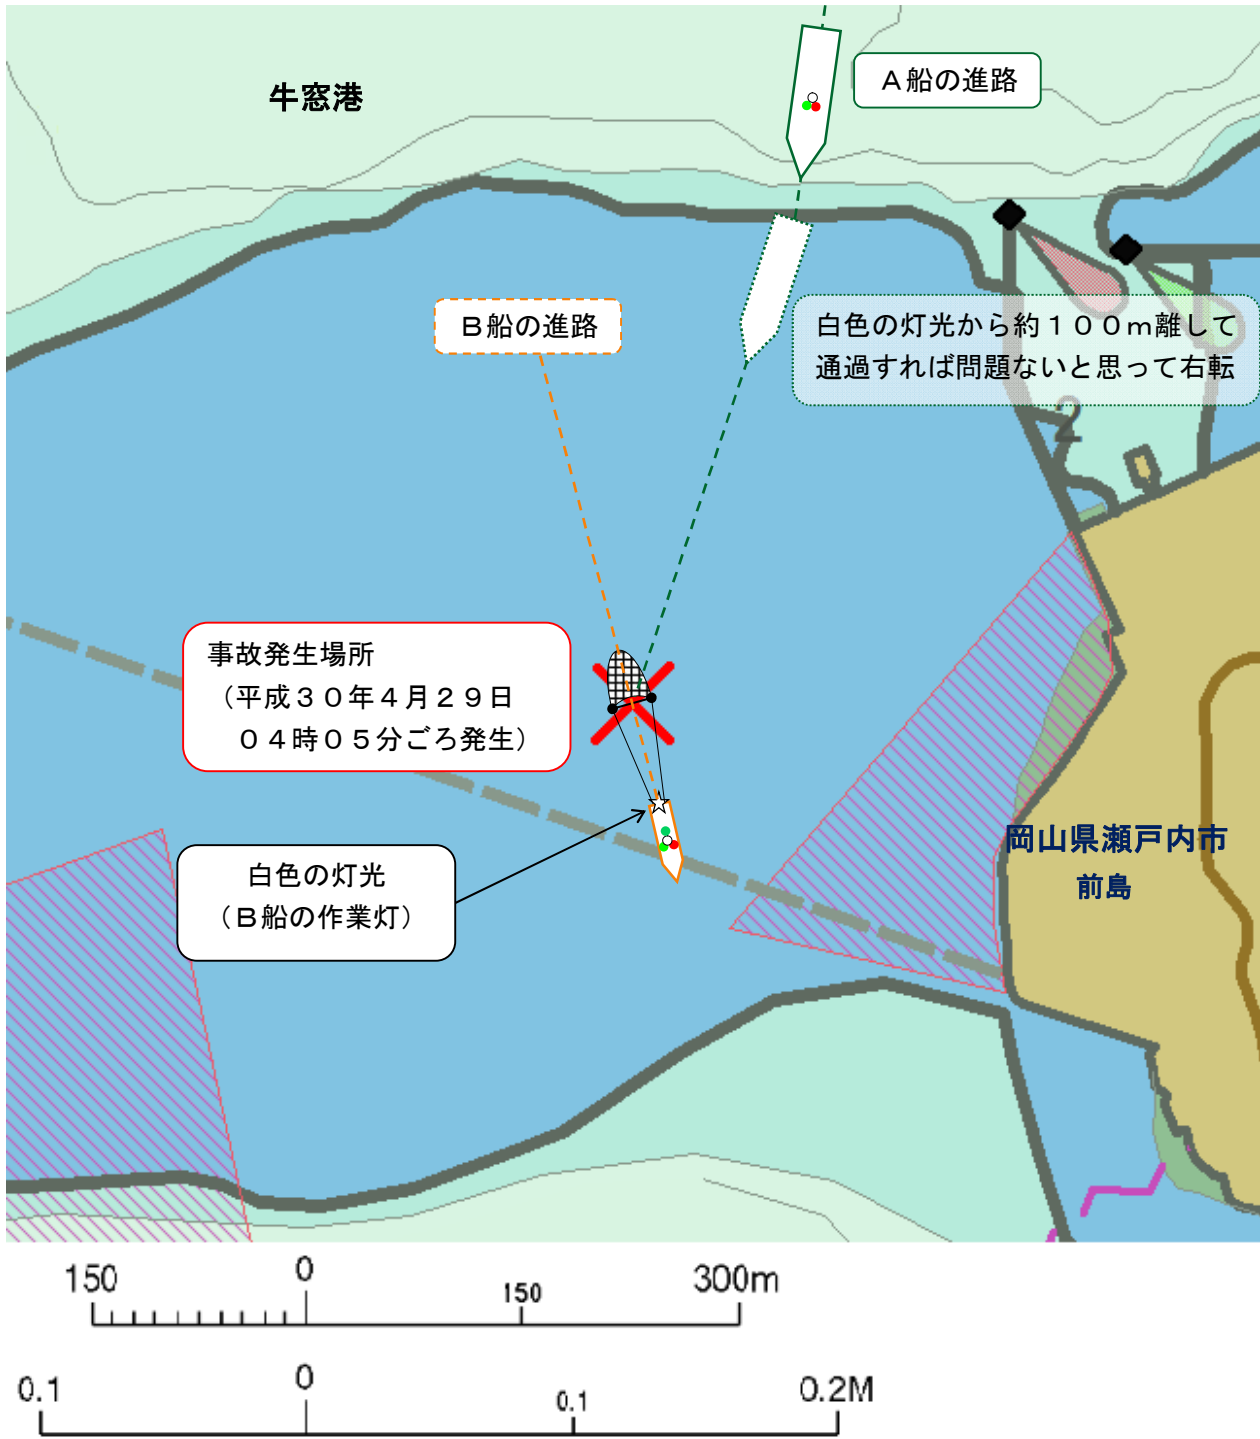 牛窓港
A船の進路
B船の進路
白色の灯光から約100m離して
通過すれば問題ないと思って右転
2
事故発生場所
(平成30年4月29日
04時05分ごろ発生)
白色の灯光
(B船の作業灯)
岡山県瀬戸内市
前島
150 0 150 300m
0.1 0 0.1 0.2M